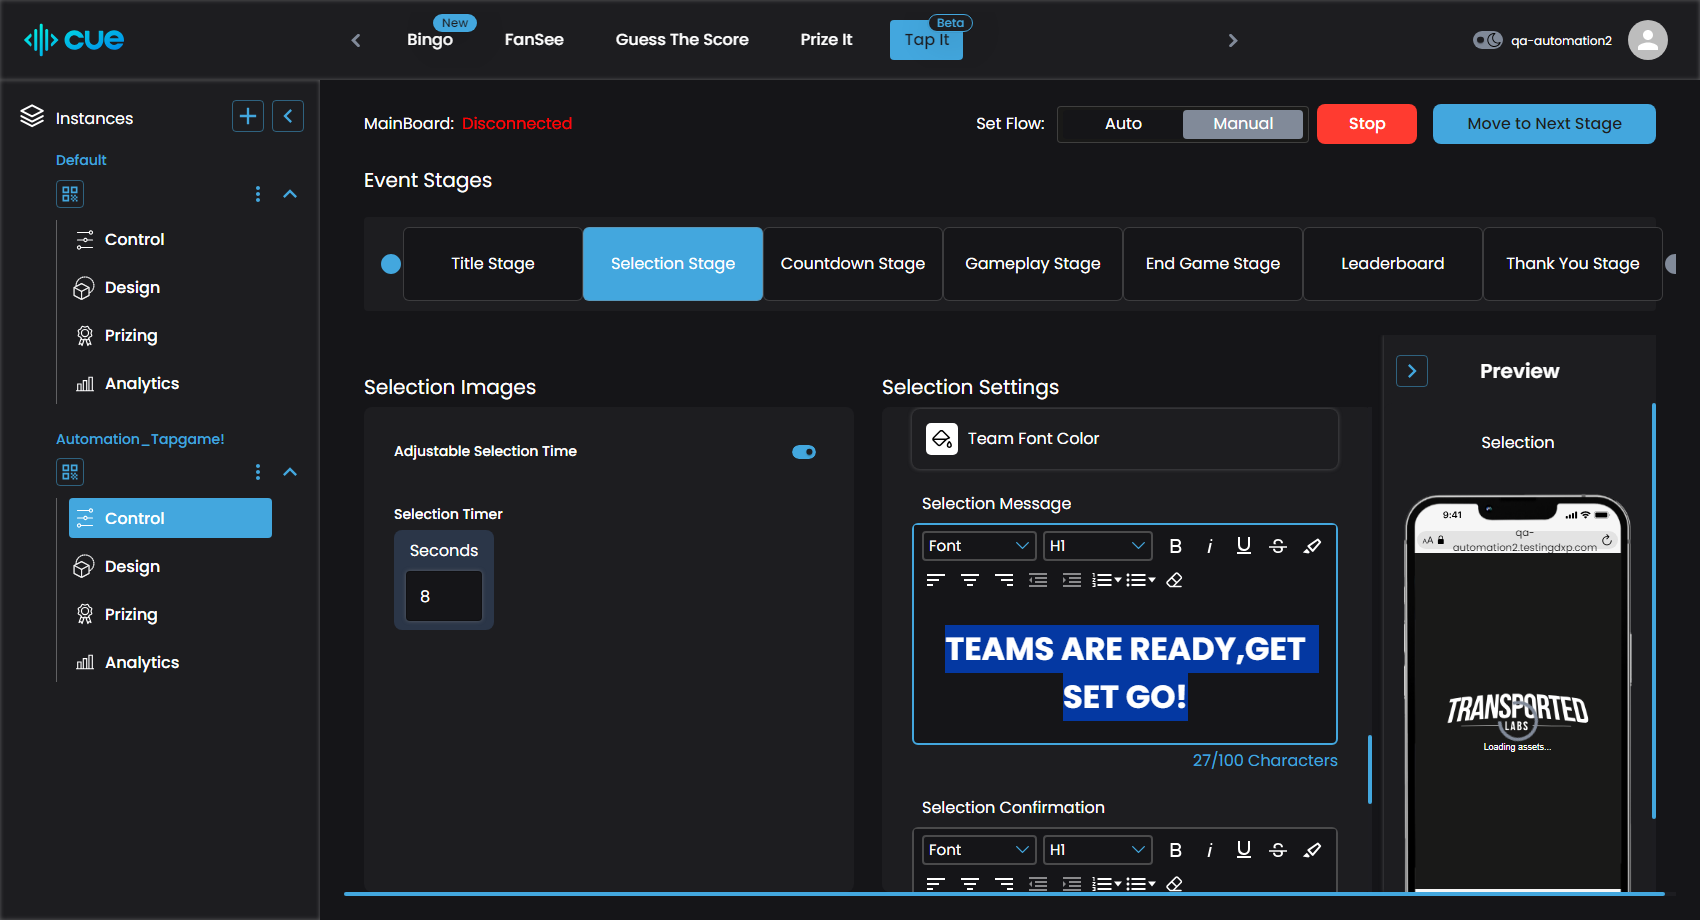 cue
New
Bingo
FanSee
Guess The Score
Prize It
Beta
Tap It
qa-automation2
Instances
Default
Control
Design
Prizing
Analytics
Automation_Tapgame!
Control
Design
Prizing
Analytics
MainBoard: Disconnected
Set Flow:
Auto
Manual
Stop
Move to Next Stage
Event Stages
Title Stage
Selection Stage
Countdown Stage
Gameplay Stage
End Game Stage
Leaderboard
Thank You Stage
Selection Images
Adjustable Selection Time
Selection Timer
Seconds
8
Selection Settings
Team Font Color
Selection Message
Font
H1
B i U S
TEAMS ARE READY,GET
SET GO!
27/100 Characters
Selection Confirmation
Font
H1
B i U S
Preview
Selection
9:41
AA
qa-
automation2.testingdxp.com
TRANSPORTED
LABS
Loading assets...